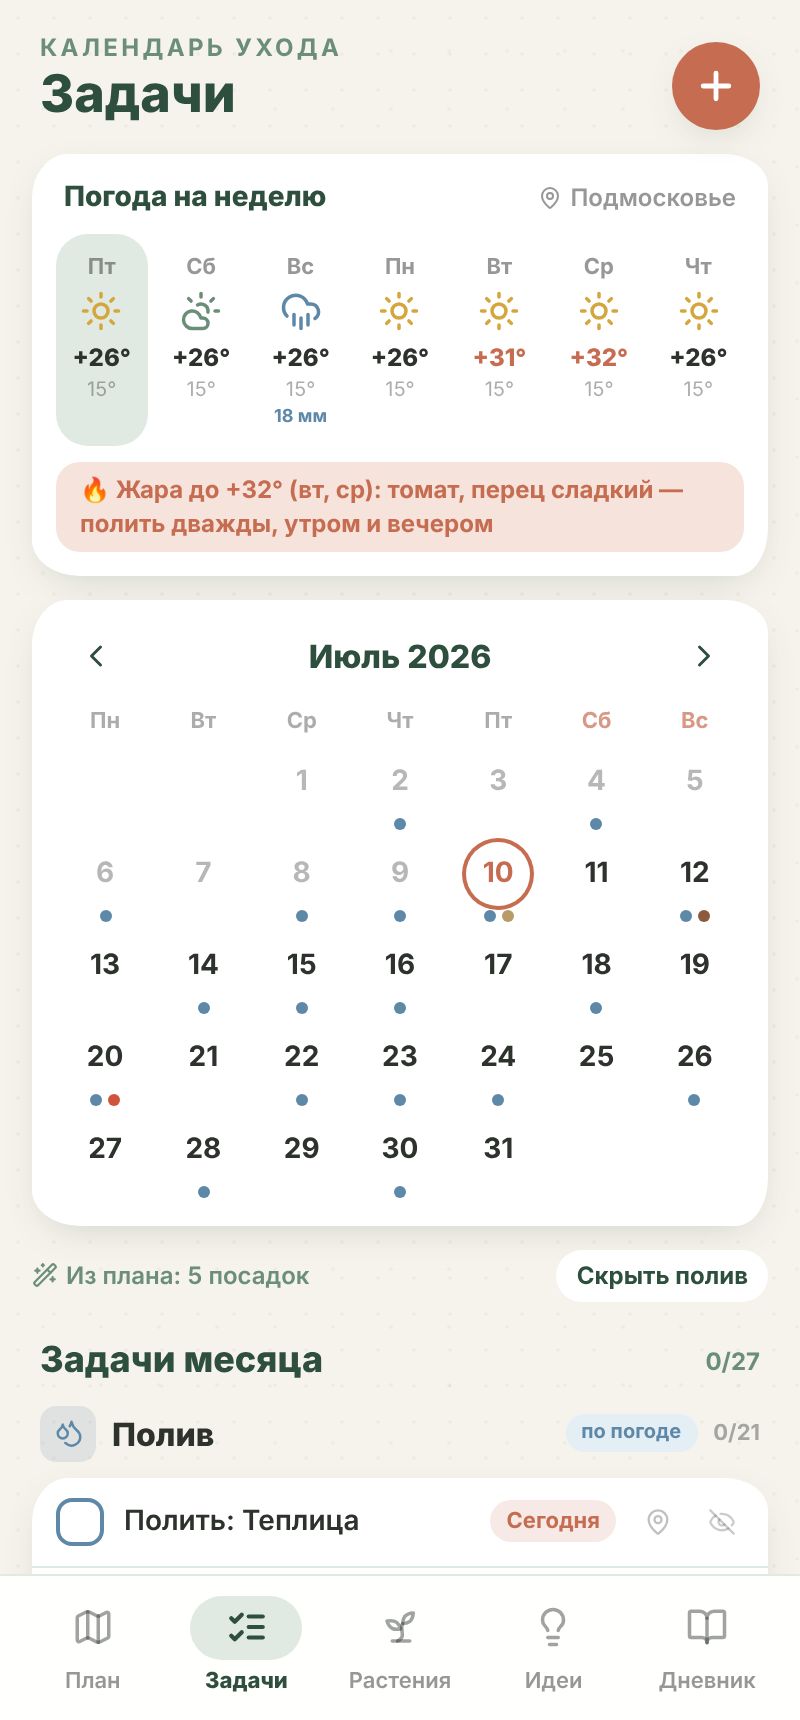 КАЛЕНДАРЬ УХОДА
Задачи
Погода на неделю
Подмосковье
Пт Сб Вс Пн Вт Ср Чт
+26° +26° +26° +26° +31° +32° +26°
15° 15° 15° 15° 15° 15° 15°
18 мм
🔥 Жара до +32° (вт, ср): томат, перец сладкий —
полить дважды, утром и вечером
Июль 2026
Пн Вт Ср Чт Пт Сб Вс
1 2 3 4 5
6 7 8 9 10 11 12
13 14 15 16 17 18 19
20 21 22 23 24 25 26
27 28 29 30 31
Из плана: 5 посадок
Скрыть полив
Задачи месяца
0/27
Полив
по погоде
0/21
Полить: Теплица
Сегодня
План Задачи Растения Идеи Дневник